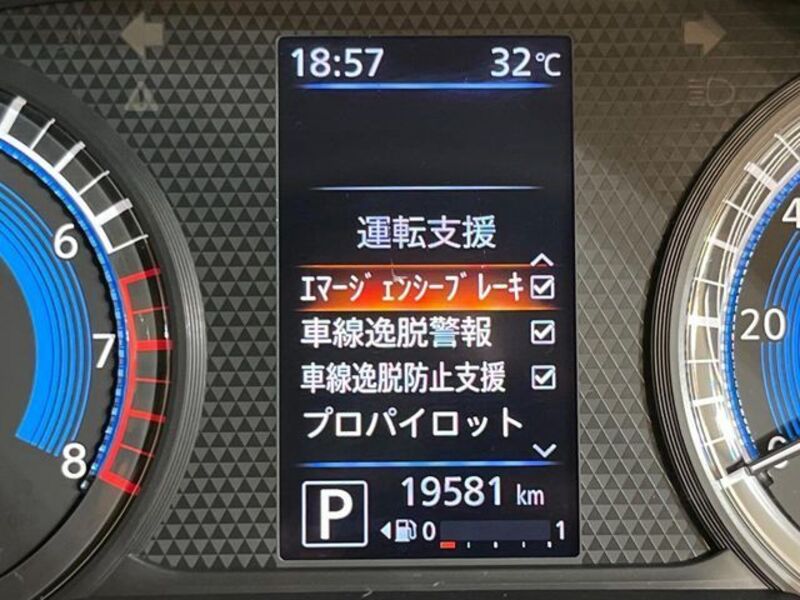 18:57 32℃
運転支援
ｴﾏｰｼﾞｪﾝｼｰﾌﾞﾚｰｷ
車線逸脱警報
車線逸脱防止支援
プロパイロット
P 19581 km
0 1
6
7
8
4
20
0